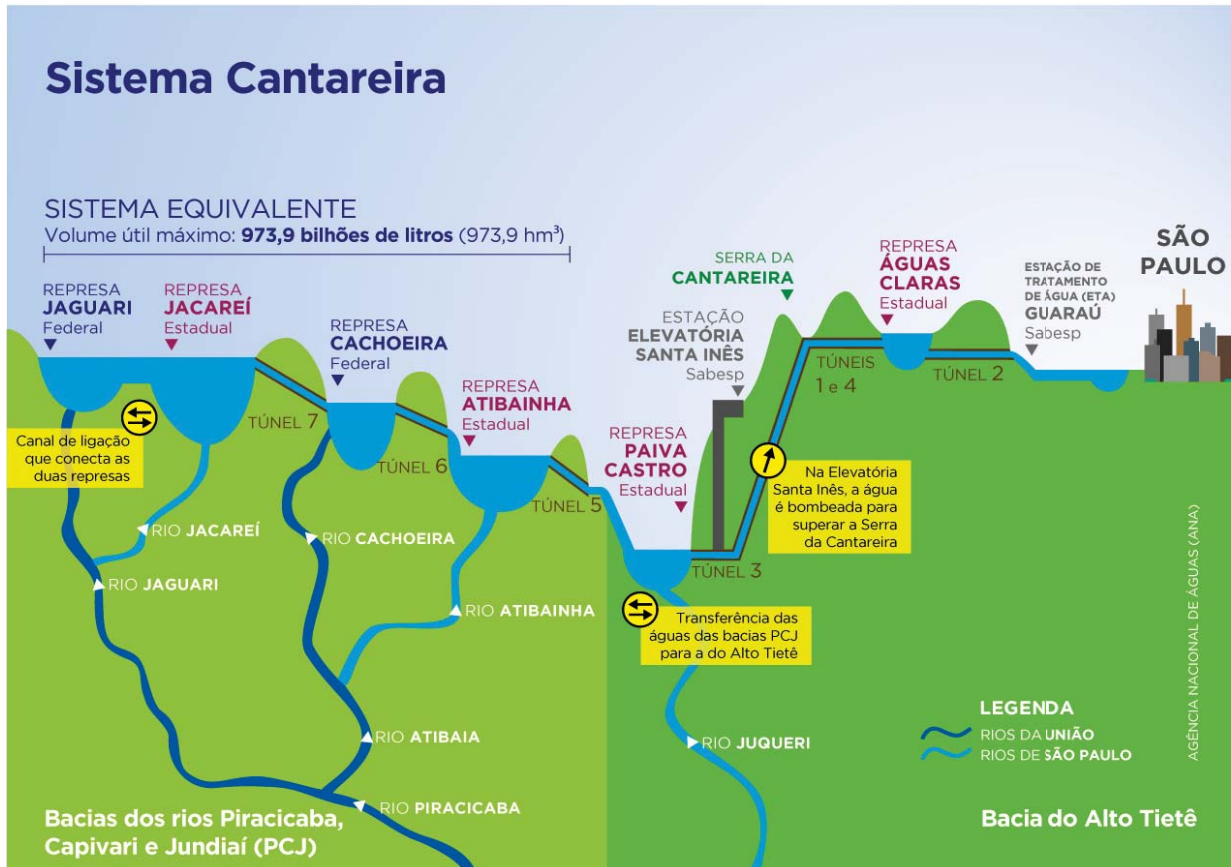 Sistema Cantareira
SISTEMA EQUIVALENTE
Volume útil máximo: 973,9 bilhões de litros (973,9 hm³)
REPRESA
JAGUARI
Federal
REPRESA
JACAREÍ
Estadual
REPRESA
CACHOEIRA
Federal
REPRESA
ATIBAINHA
Estadual
REPRESA
PAIVA
CASTRO
Estadual
ESTAÇÃO
ELEVATÓRIA
SANTA INÊS
Sabesp
SERRA DA
CANTAREIRA
REPRESA
ÁGUAS
CLARAS
Estadual
ESTAÇÃO DE
TRATAMENTO
DE ÁGUA (ETA)
GUARAÚ
Sabesp
SÃO
PAULO
TÚNEL 7
TÚNEL 6
TÚNEL 5
TÚNEL 3
TÚNEIS
1 e 4
TÚNEL 2
Canal de ligação
que conecta as
duas represas
Na Elevatória
Santa Inês, a água
é bombeada para
superar a Serra
da Cantareira
Transferência das
águas das bacias PCJ
para a do Alto Tietê
RIO JACAREÍ
RIO JAGUARI
RIO CACHOEIRA
RIO ATIBAINHA
RIO ATIBAIA
RIO PIRACICABA
RIO JUQUERI
LEGENDA
RIOS DA UNIÃO
RIOS DE SÃO PAULO
AGÊNCIA NACIONAL DE ÁGUAS (ANA)
Bacias dos rios Piracicaba,
Capivari e Jundiaí (PCJ)
Bacia do Alto Tietê